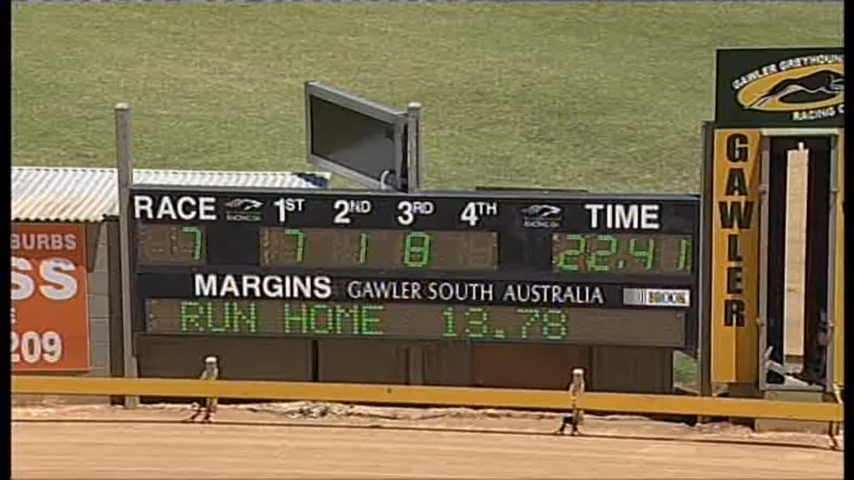 GAWLER GREYHOUND
RACING
GAWLER
RACE 1ST 2ND 3RD 4TH TIME
7 7 1 8 22.41
MARGINS GAWLER SOUTH AUSTRALIA
RUN HOME 13.78
BURBS
SS
209